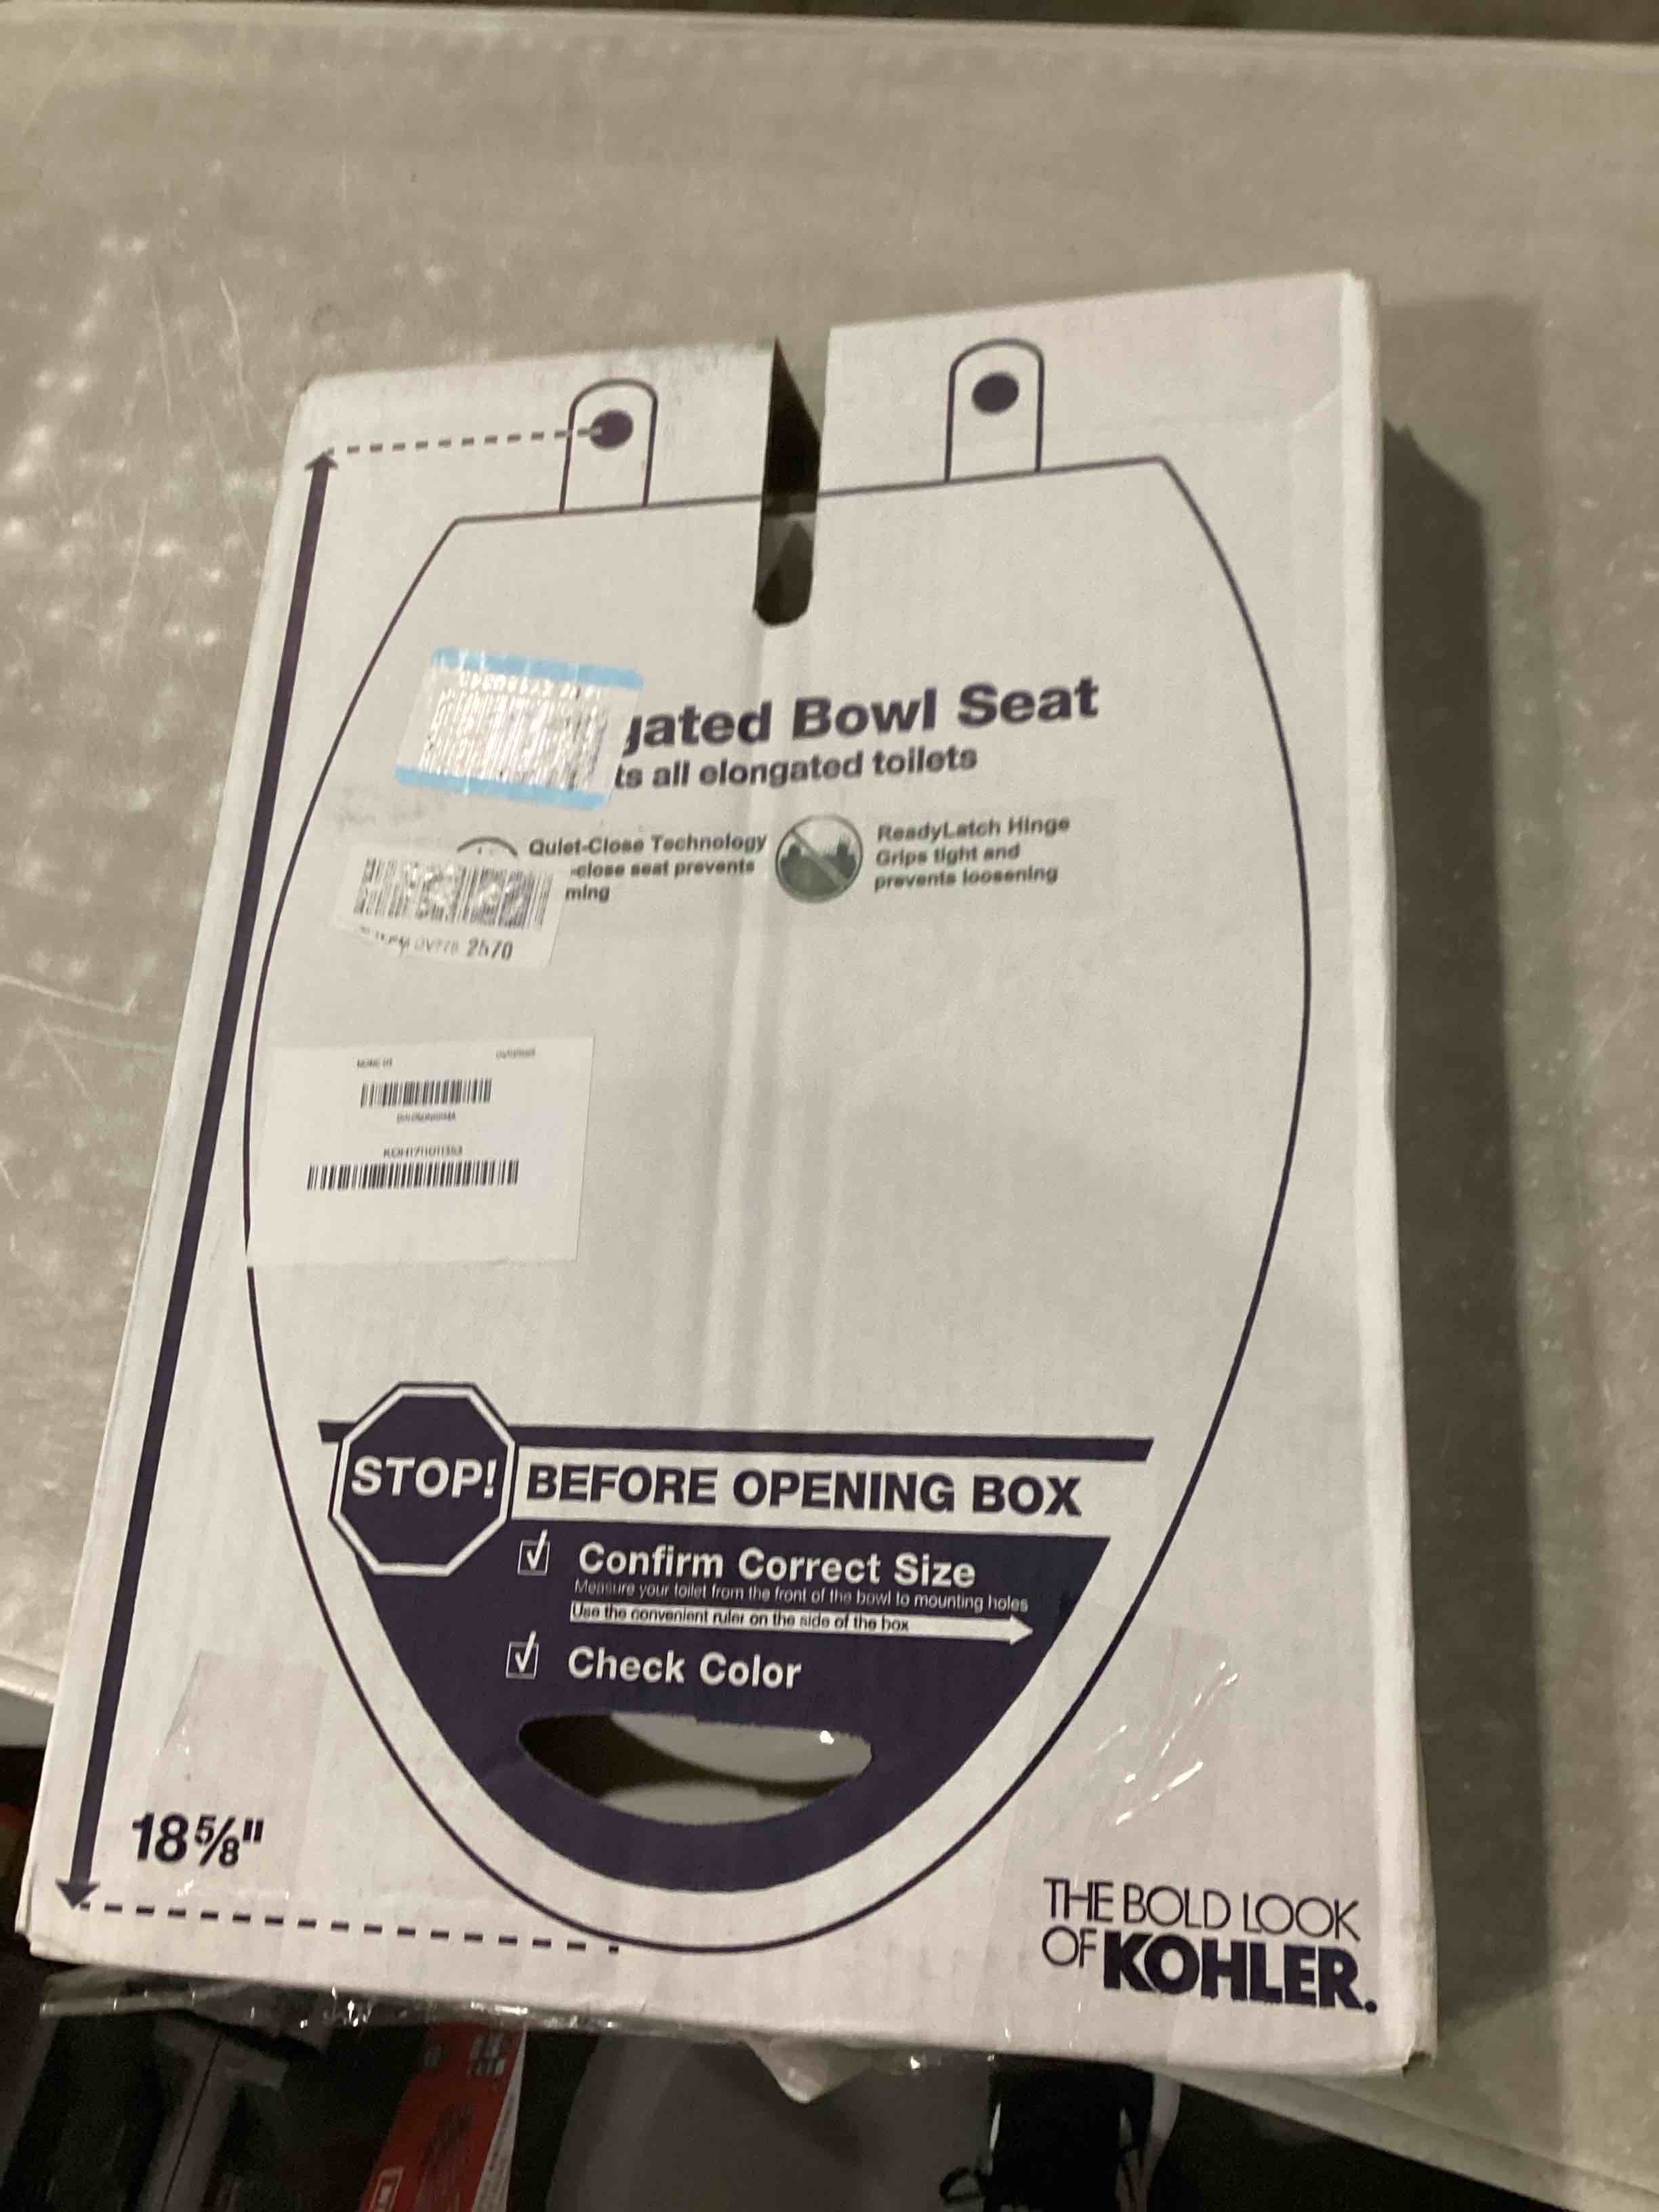 gated Bowl Seat
ts all elongated toilets
Quiet-Close Technology
-close seat prevents
ming
ReadyLatch Hinge
Grips tight and
prevents loosening
2570
STOP!
BEFORE OPENING BOX
Confirm Correct Size
Measure your toilet from the front of the bowl to mounting holes
Use the convenient ruler on the side of the box
Check Color
18 5/8"
THE BOLD LOOK
OF KOHLER.